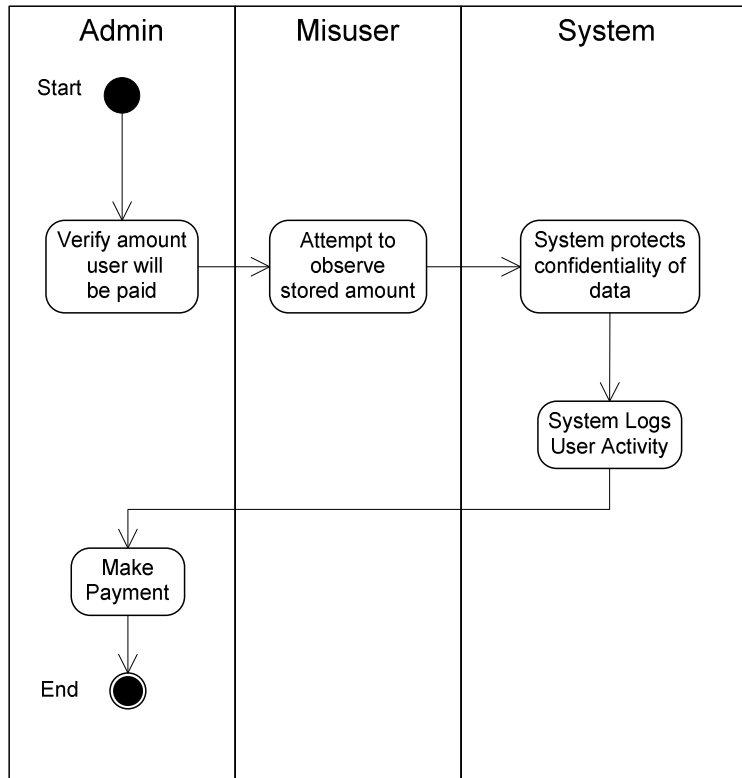 Admin
Misuser
System
Start
Verify amount
user will
be paid
Attempt to
observe
stored amount
System protects
confidentiality of
data
System Logs
User Activity
Make
Payment
End